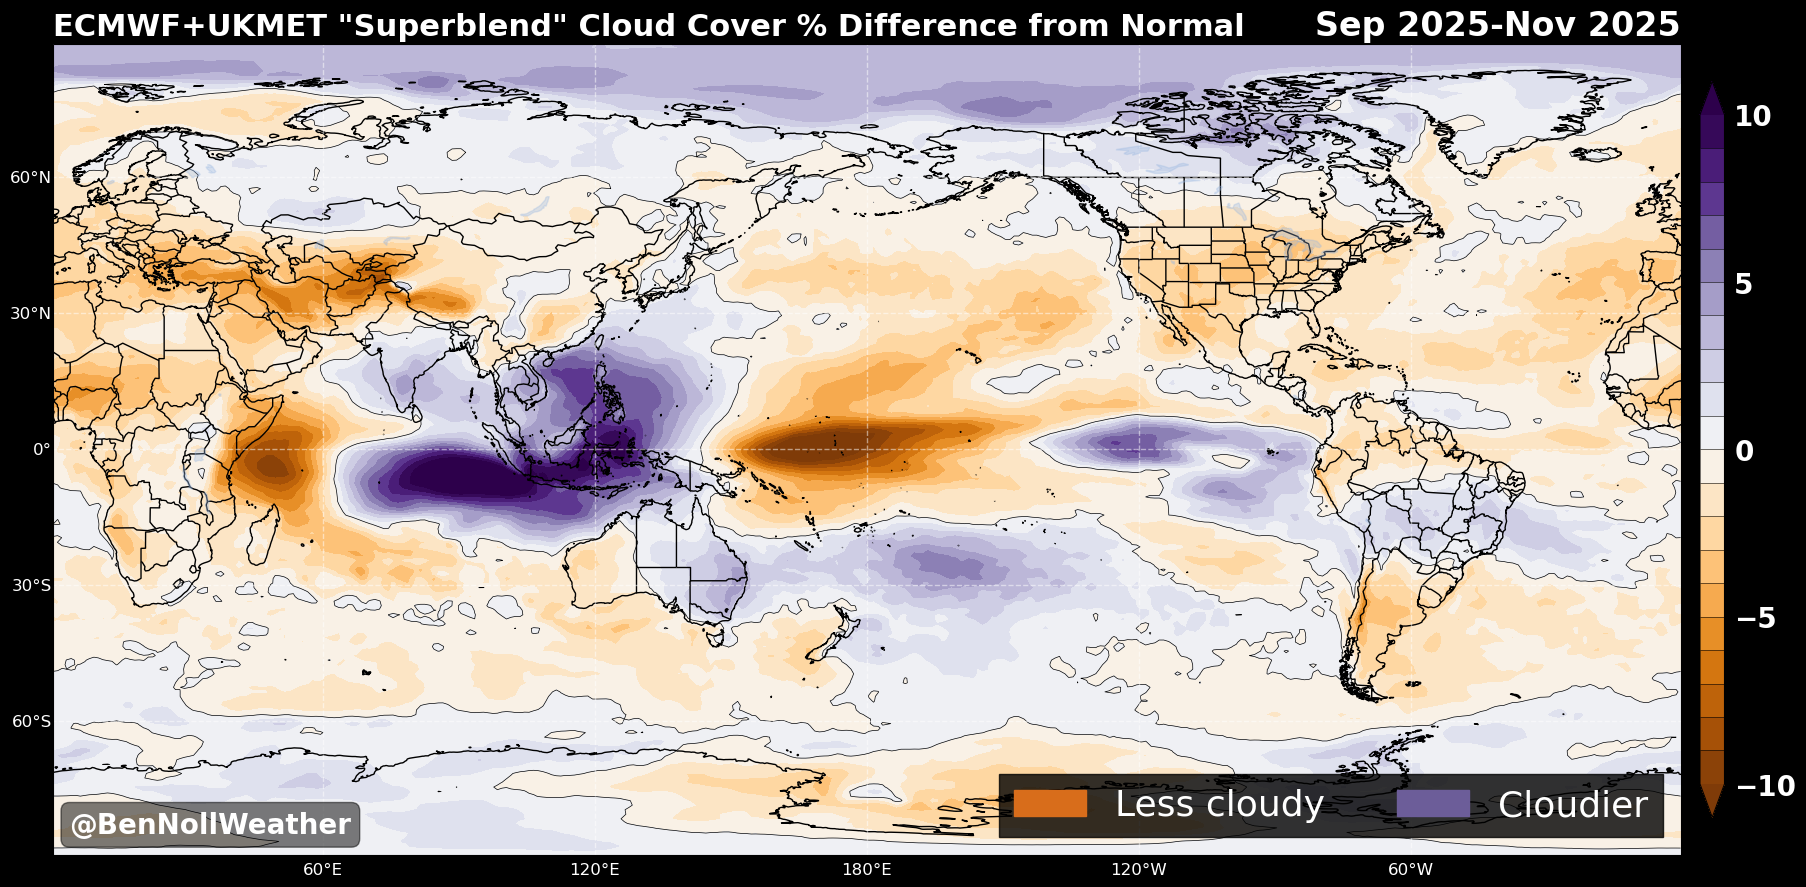 ECMWF+UKMET "Superblend" Cloud Cover % Difference from Normal
Sep 2025-Nov 2025
10
5
0
−5
−10
60°N
30°N
0°
30°S
60°S
60°E
120°E
180°E
120°W
60°W
Less cloudy
Cloudier
@BenNollWeather